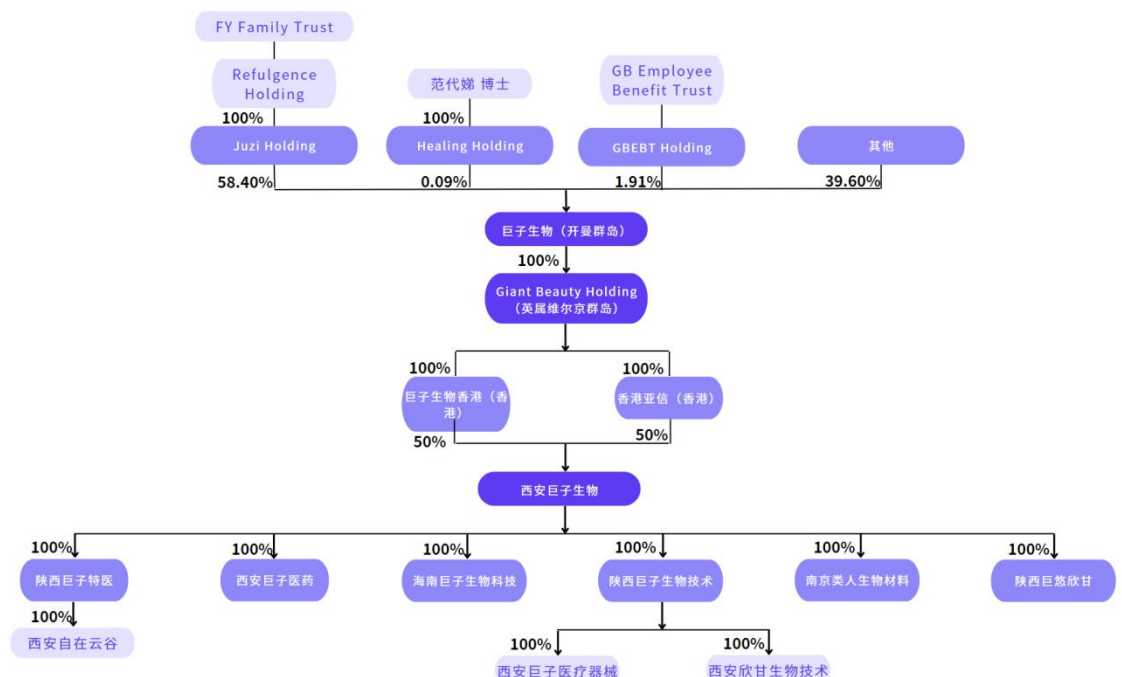 FY Family Trust
Refulgence
Holding
范代娣 博士
GB Employee
Benefit Trust
100%
100%
Juzi Holding
Healing Holding
GBEBT Holding
其他
58.40%
0.09%
1.91%
39.60%
巨子生物（开曼群岛）
100%
Giant Beauty Holding
（英属维尔京群岛）
100%
100%
巨子生物香港（香
港）
香港亚信（香港）
50%
50%
西安巨子生物
100%
100%
100%
100%
100%
100%
陕西巨子特医
西安巨子医药
海南巨子生物科技
陕西巨子生物技术
南京类人生物材料
陕西巨悠欣甘
100%
西安自在云谷
100%
100%
西安巨子医疗器械
西安欣甘生物技术